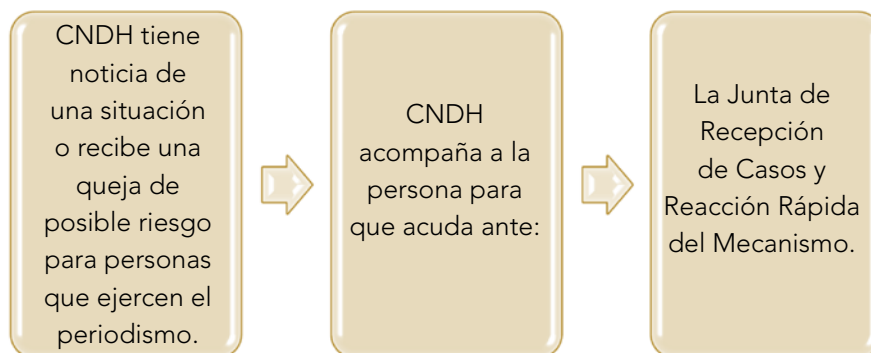 CNDH tiene
noticia de
una situación
o recibe una
queja de
posible riesgo
para personas
que ejercen el
periodismo.
CNDH
acompaña a la
persona para
que acuda ante:
La Junta de
Recepción
de Casos y
Reacción Rápida
del Mecanismo.